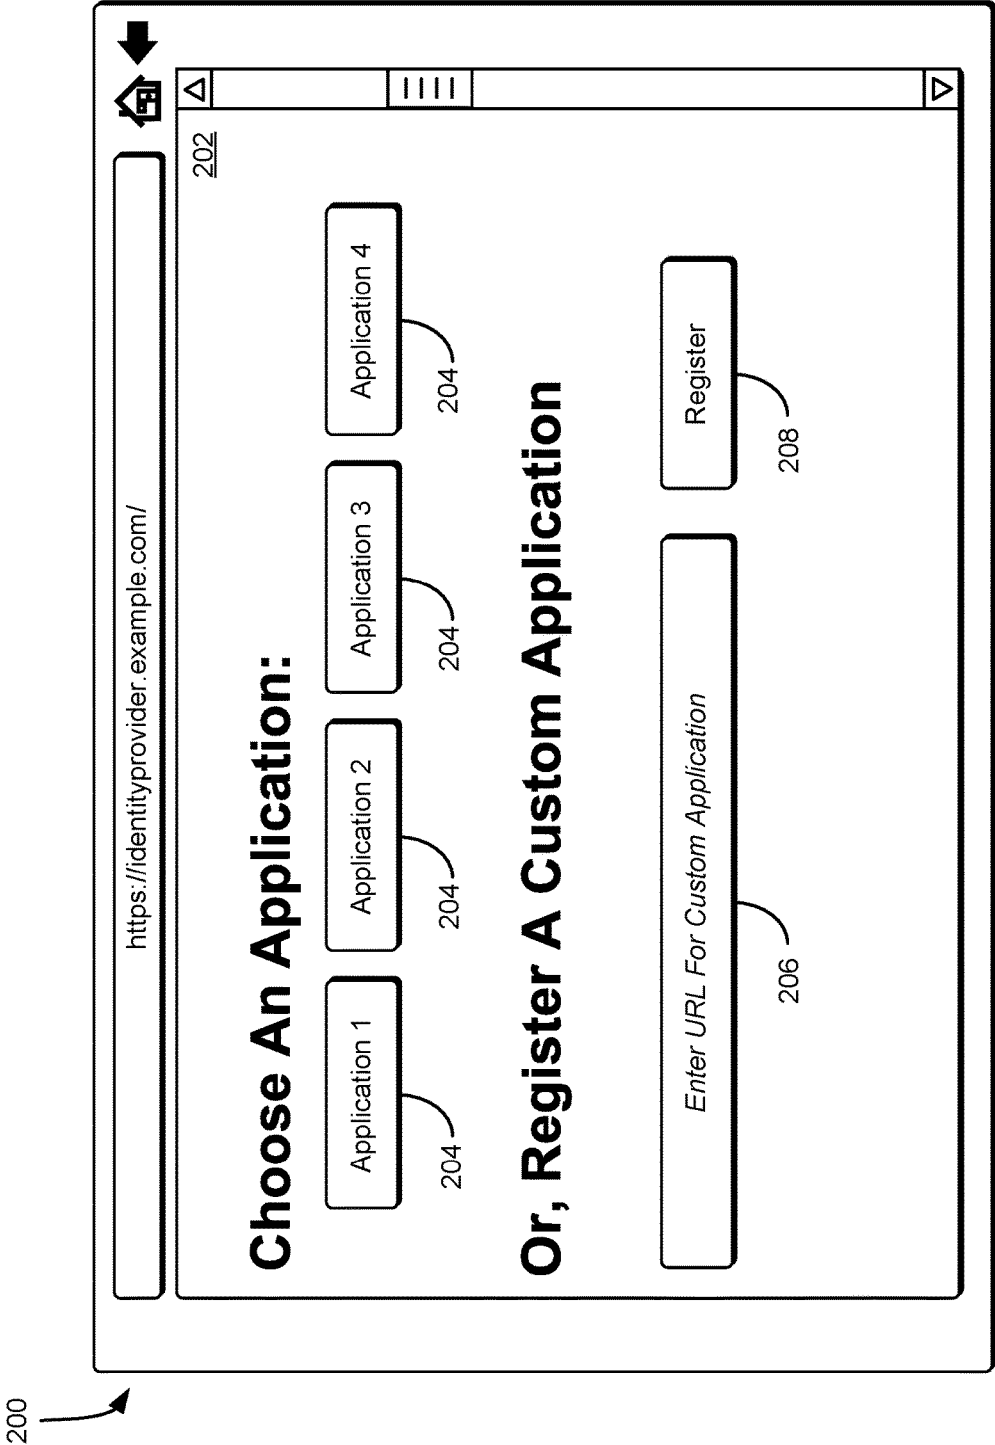 200
https://identityprovider.example.com/
202
Choose An Application:
Application 1
Application 2
Application 3
Application 4
204
204
204
204
Or, Register A Custom Application
Enter URL For Custom Application
Register
206
208